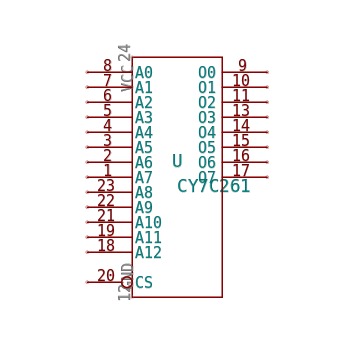 24
VCC
8 A0 O0 9
7 A1 O1 10
6 A2 O2 11
5 A3 O3 13
4 A4 O4 14
3 A5 O5 15
2 A6 U O6 16
1 A7 O7 17
CY7C261
23 A8
22 A9
21 A10
19 A11
18 A12
20 CS
GND
12